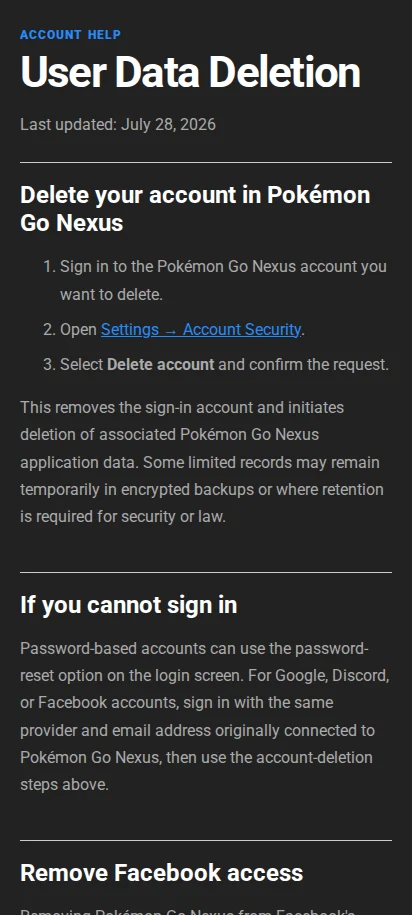 ACCOUNT HELP
User Data Deletion
Last updated: July 28, 2026
Delete your account in Pokémon
Go Nexus
1. Sign in to the Pokémon Go Nexus account you
want to delete.
2. Open Settings → Account Security.
3. Select Delete account and confirm the request.
This removes the sign-in account and initiates
deletion of associated Pokémon Go Nexus
application data. Some limited records may remain
temporarily in encrypted backups or where retention
is required for security or law.
If you cannot sign in
Password-based accounts can use the password-
reset option on the login screen. For Google, Discord,
or Facebook accounts, sign in with the same
provider and email address originally connected to
Pokémon Go Nexus, then use the account-deletion
steps above.
Remove Facebook access
Removing Pokémon Go Nexus from Facebook's